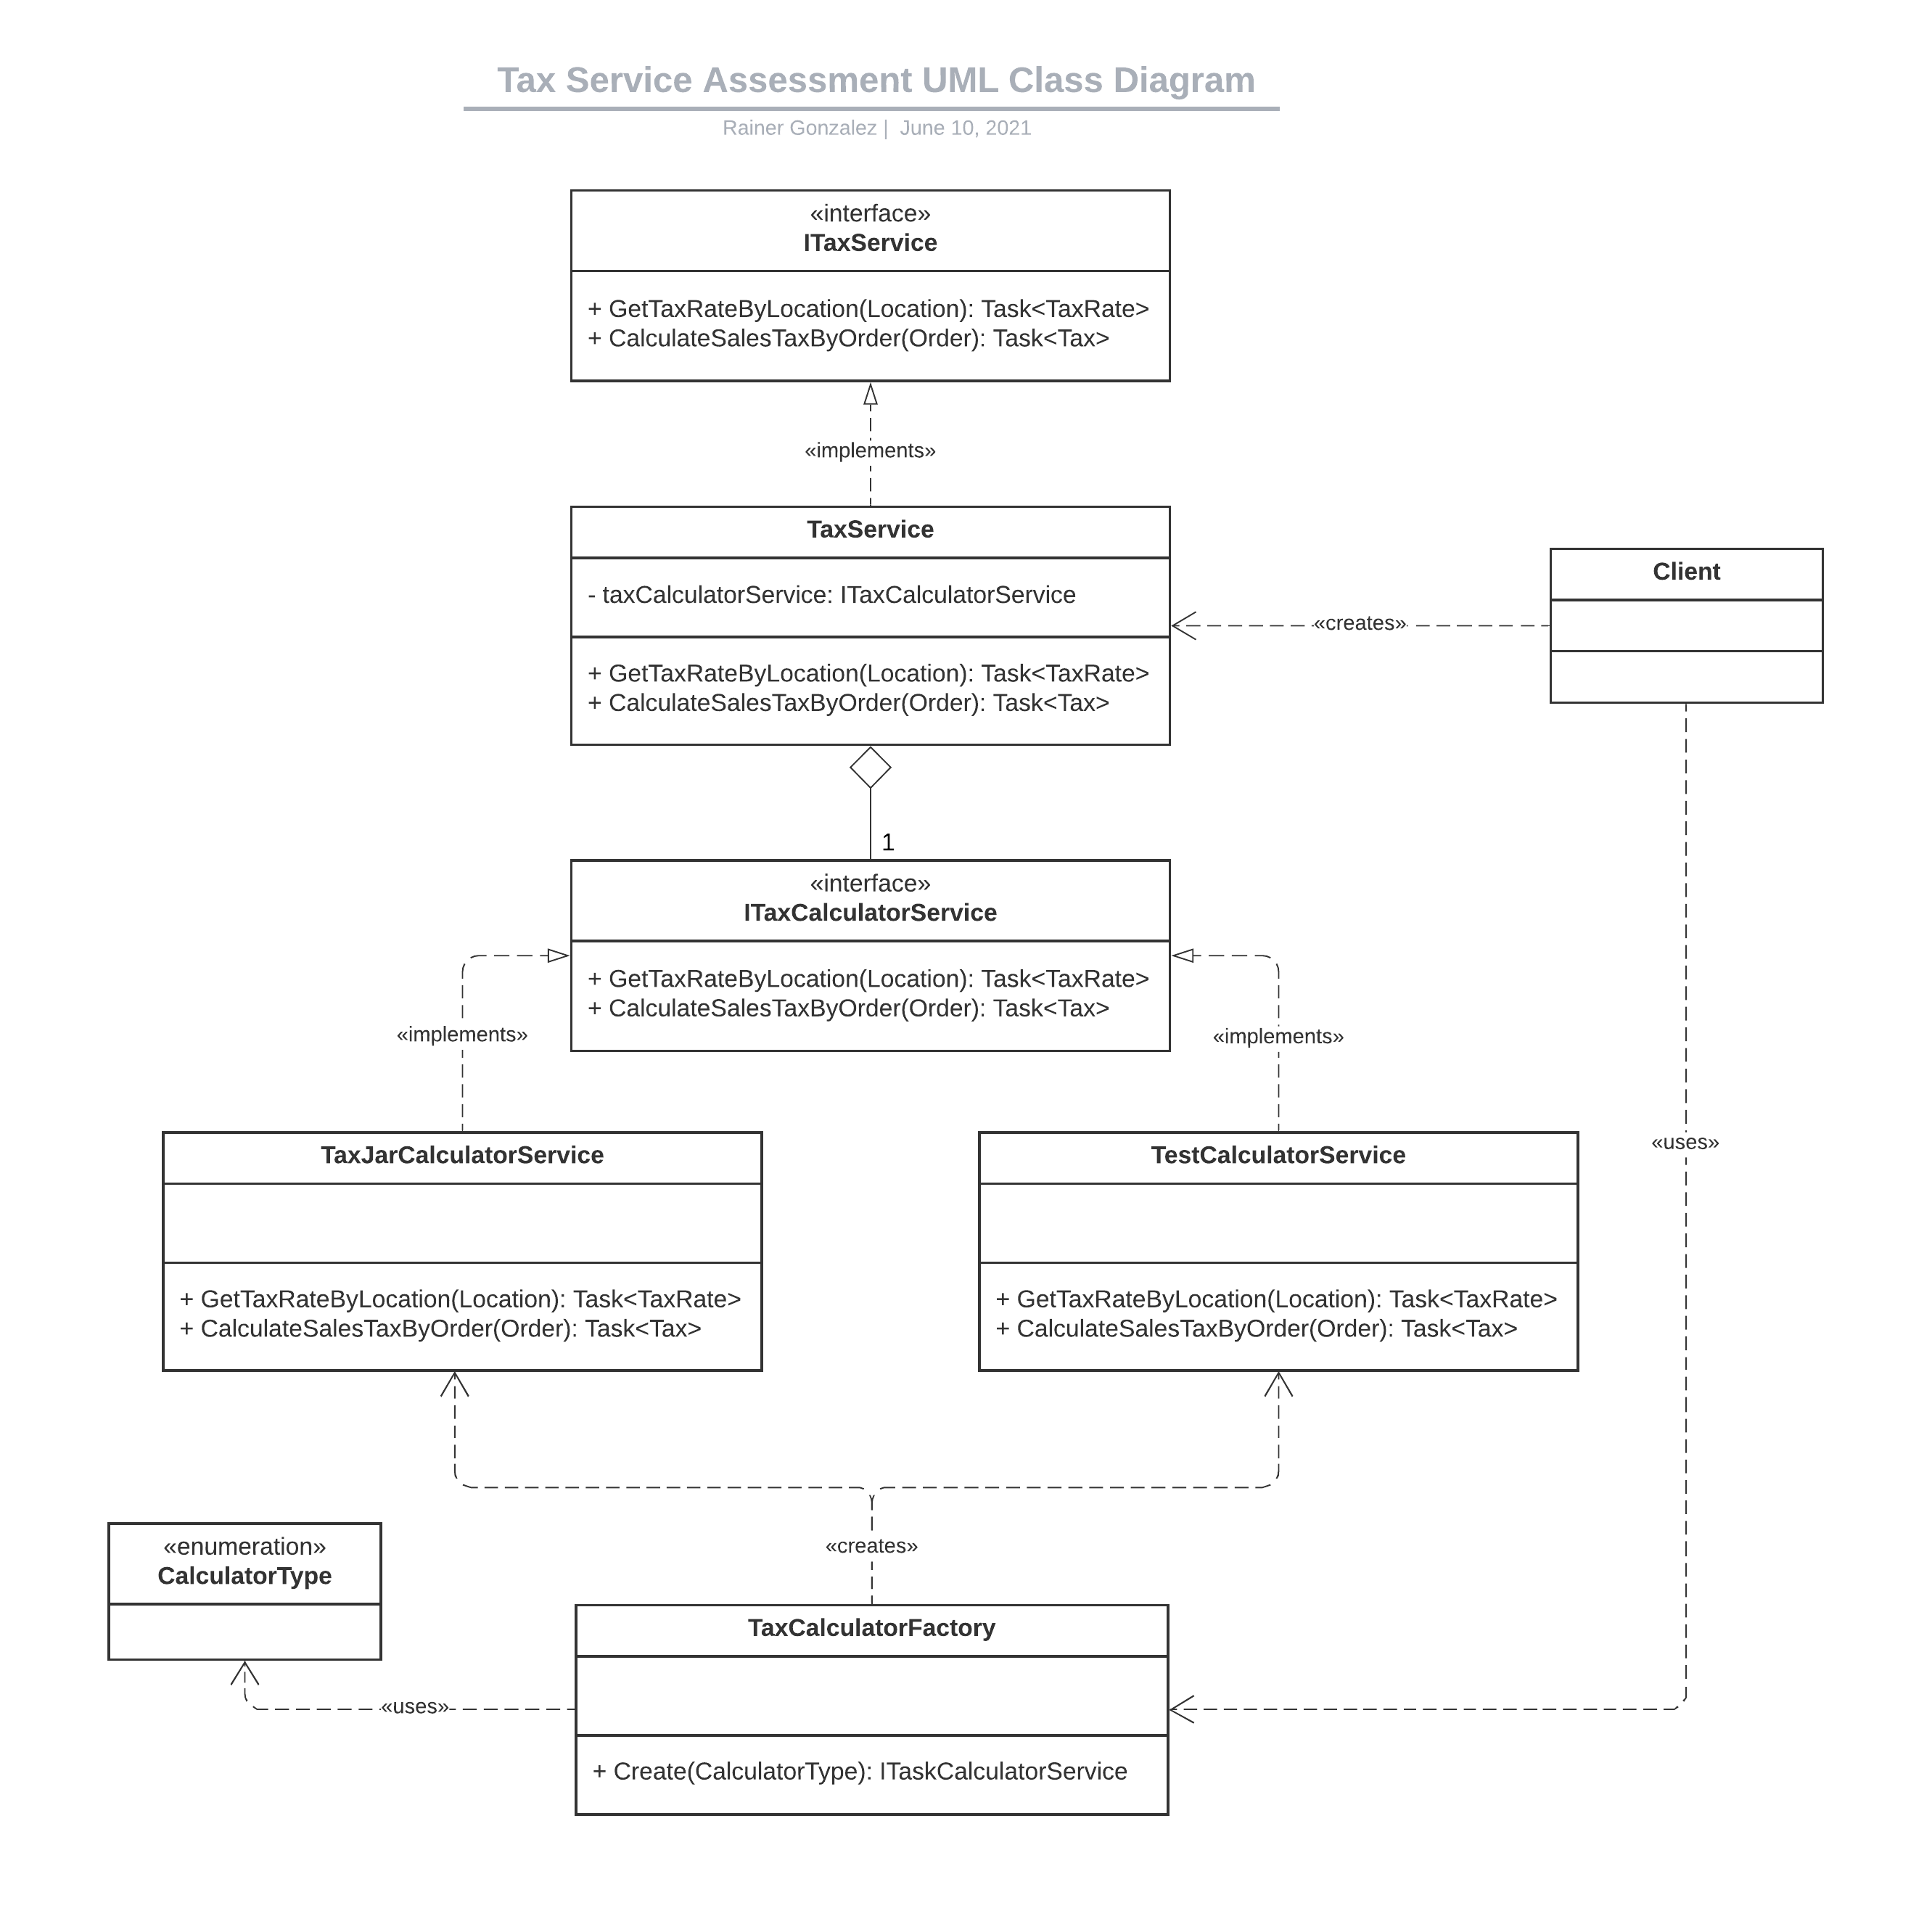 Tax Service Assessment UML Class Diagram
Rainer Gonzalez | June 10, 2021
«interface»
ITaxService
+ GetTaxRateByLocation(Location): Task<TaxRate>
+ CalculateSalesTaxByOrder(Order): Task<Tax>
«implements»
TaxService
- taxCalculatorService: ITaxCalculatorService
+ GetTaxRateByLocation(Location): Task<TaxRate>
+ CalculateSalesTaxByOrder(Order): Task<Tax>
«creates»
Client
1
«interface»
ITaxCalculatorService
+ GetTaxRateByLocation(Location): Task<TaxRate>
+ CalculateSalesTaxByOrder(Order): Task<Tax>
«implements»
«implements»
«uses»
TaxJarCalculatorService
+ GetTaxRateByLocation(Location): Task<TaxRate>
+ CalculateSalesTaxByOrder(Order): Task<Tax>
TestCalculatorService
+ GetTaxRateByLocation(Location): Task<TaxRate>
+ CalculateSalesTaxByOrder(Order): Task<Tax>
«creates»
«enumeration»
CalculatorType
«uses»
TaxCalculatorFactory
+ Create(CalculatorType): ITaskCalculatorService